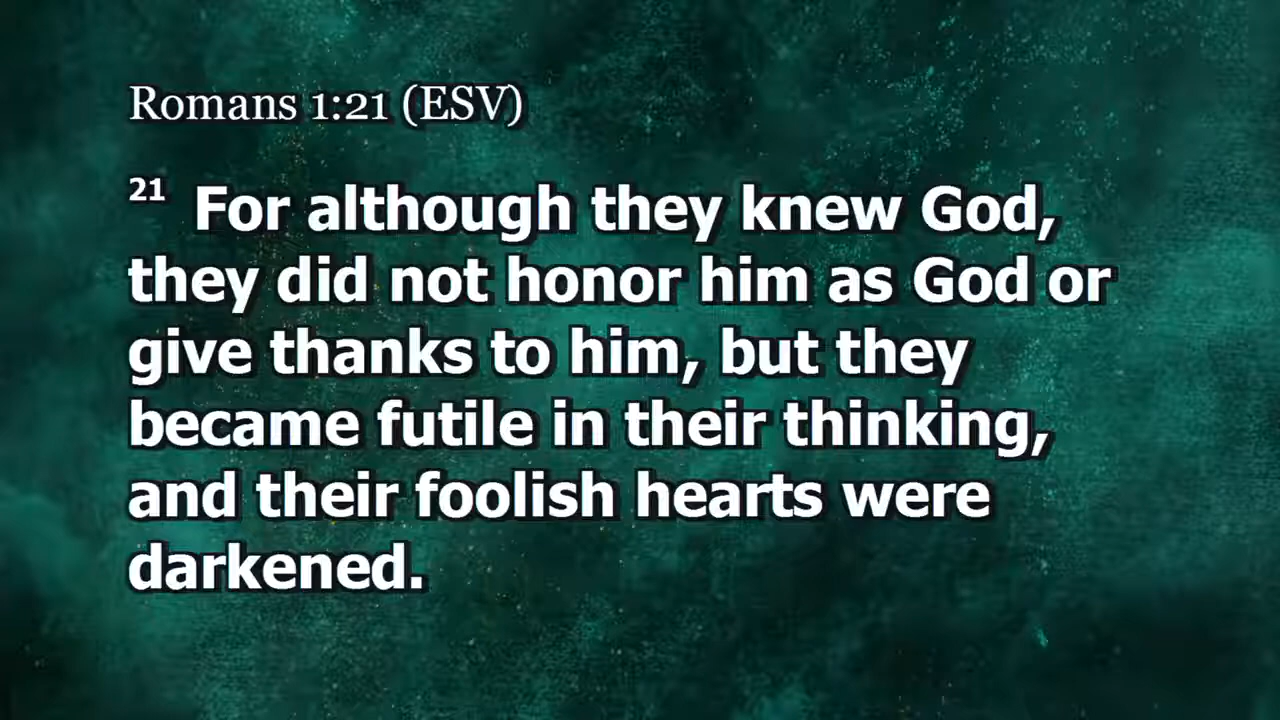 Romans 1:21 (ESV)
21 For although they knew God,
they did not honor him as God or
give thanks to him, but they
became futile in their thinking,
and their foolish hearts were
darkened.